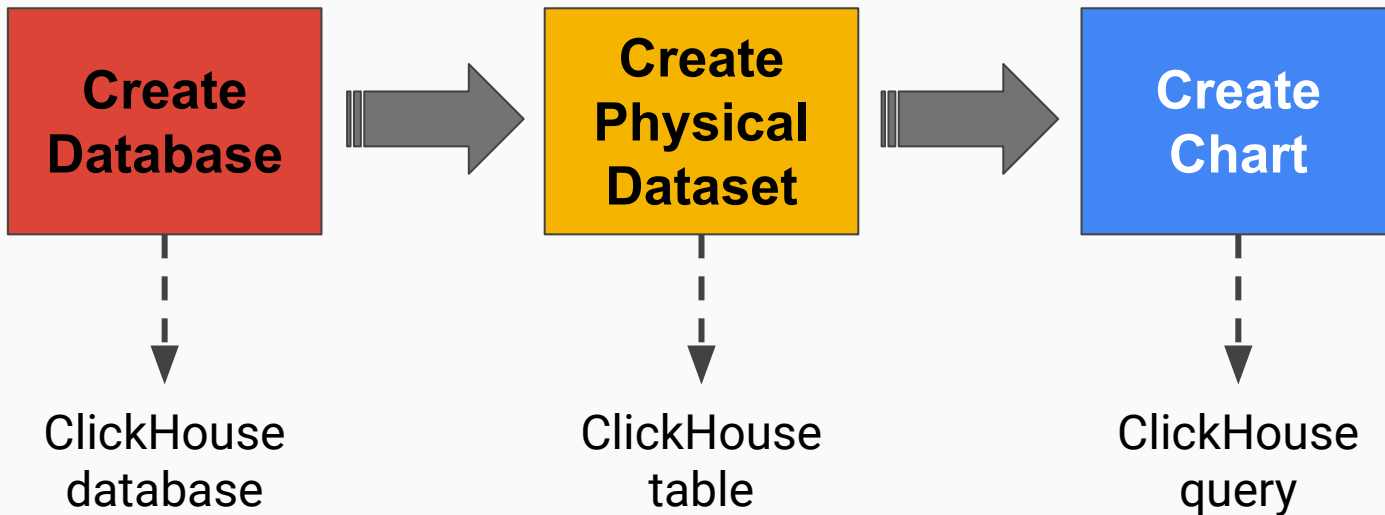 Create
Database
Create
Physical
Dataset
Create
Chart
ClickHouse
database
ClickHouse
table
ClickHouse
query